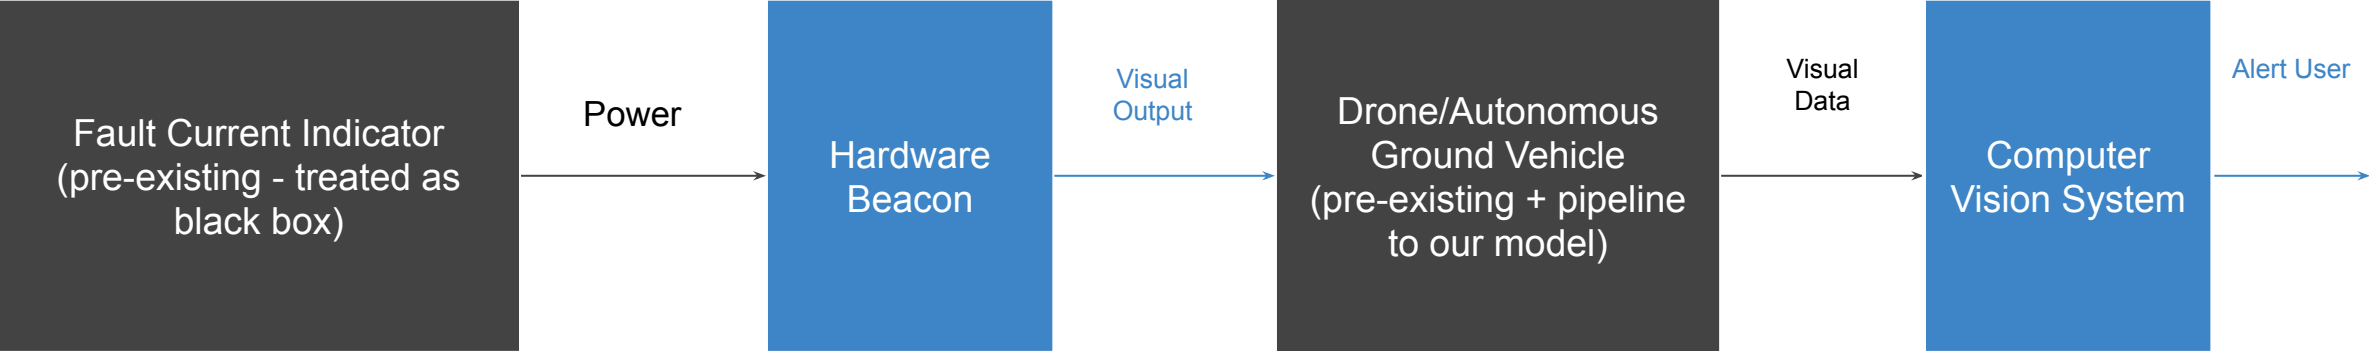 Fault Current Indicator
(pre-existing - treated as
black box)
Power
Hardware
Beacon
Visual
Output
Drone/Autonomous
Ground Vehicle
(pre-existing + pipeline
to our model)
Visual
Data
Computer
Vision System
Alert User